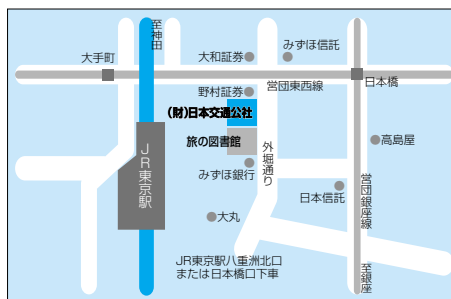 至神田
大和証券
みずほ信託
大手町
営団東西線
日本橋
野村証券
(財)日本交通公社
旅の図書館
外堀通り
高島屋
JR東京駅
みずほ銀行
日本信託
営団銀座線
大丸
至銀座
JR東京駅八重洲北口
または日本橋口下車